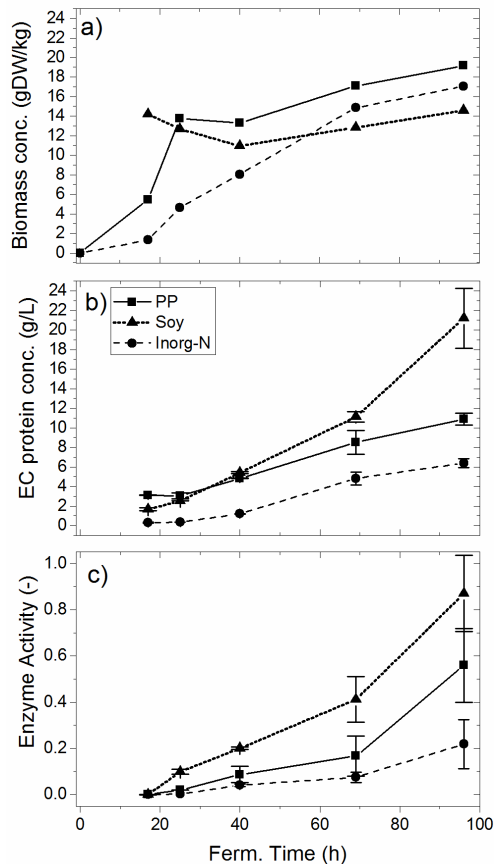 a)
24
22
20
18
16
14
12
10
8
6
4
2
0
Biomass conc. (gDW/kg)
b)
PP
Soy
Inorg-N
24
22
20
18
16
14
12
10
8
6
4
2
0
EC protein conc. (g/L)
c)
1.0
0.8
0.6
0.4
0.2
0.0
Enzyme Activity (-)
0 20 40 60 80 100
Ferm. Time (h)